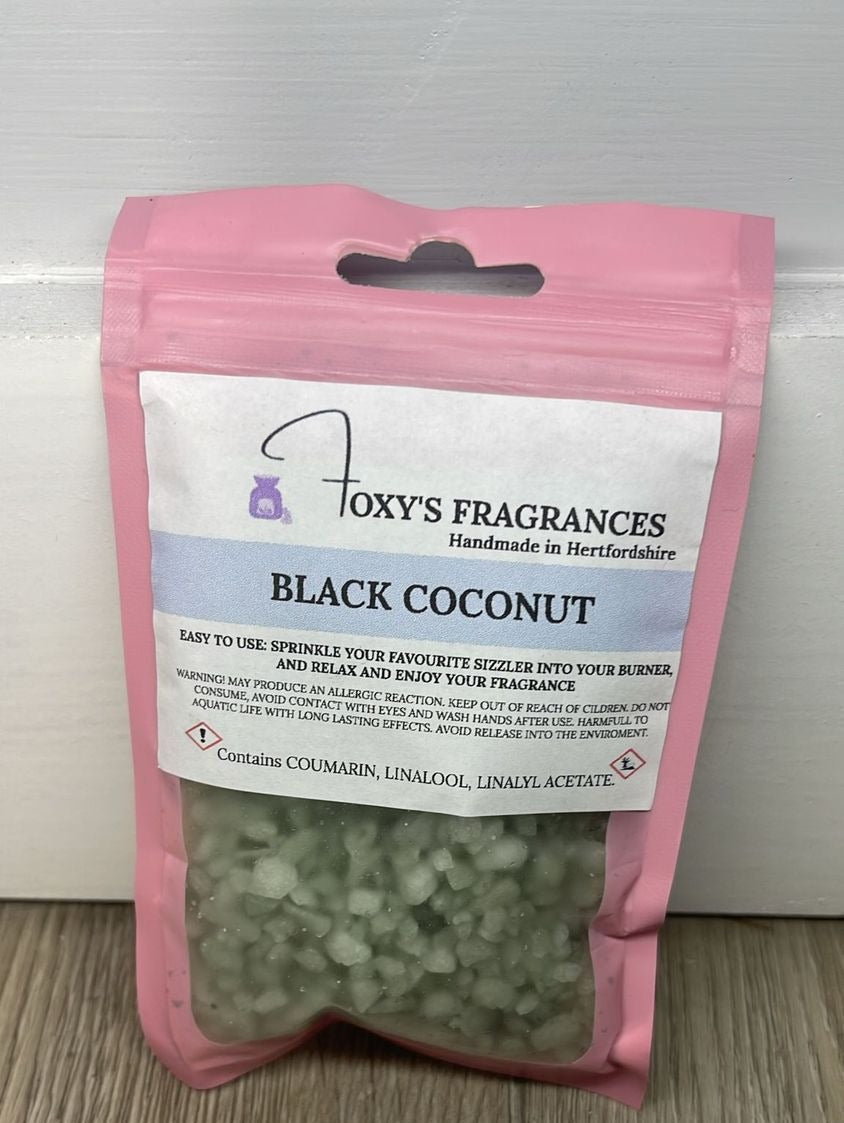 FOXY'S FRAGRANCES
Handmade in Hertfordshire
BLACK COCONUT
EASY TO USE: SPRINKLE YOUR FAVOURITE SIZZLER INTO YOUR BURNER,
AND RELAX AND ENJOY YOUR FRAGRANCE
WARNING! MAY PRODUCE AN ALLERGIC REACTION. KEEP OUT OF REACH OF CILDREN. DO NOT
CONSUME, AVOID CONTACT WITH EYES AND WASH HANDS AFTER USE. HARMFULL TO
AQUATIC LIFE WITH LONG LASTING EFFECTS. AVOID RELEASE INTO THE ENVIROMENT.
Contains COUMARIN, LINALOOL, LINALYL ACETATE.